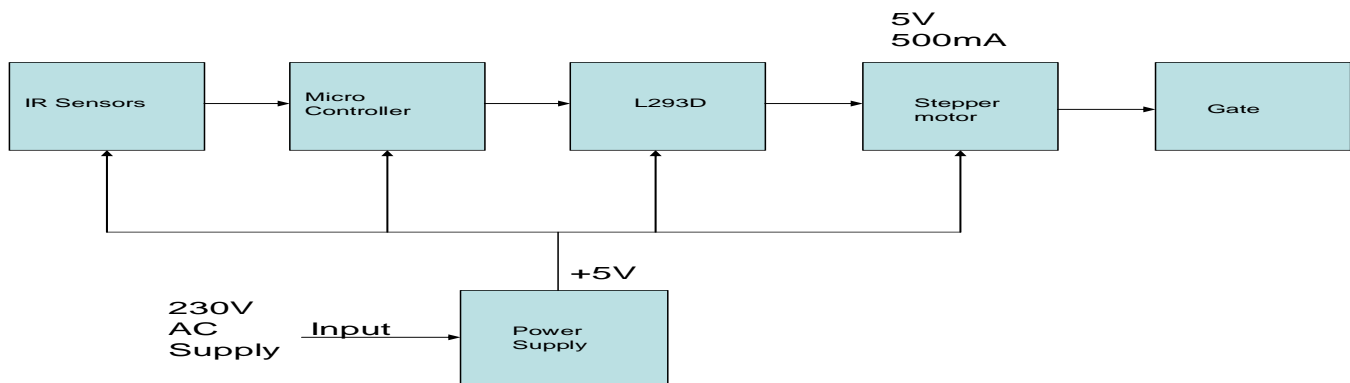 5V
500mA
IR Sensors
Micro
Controller
L293D
Stepper
motor
Gate
+5V
230V
AC
Supply
Input
Power
Supply